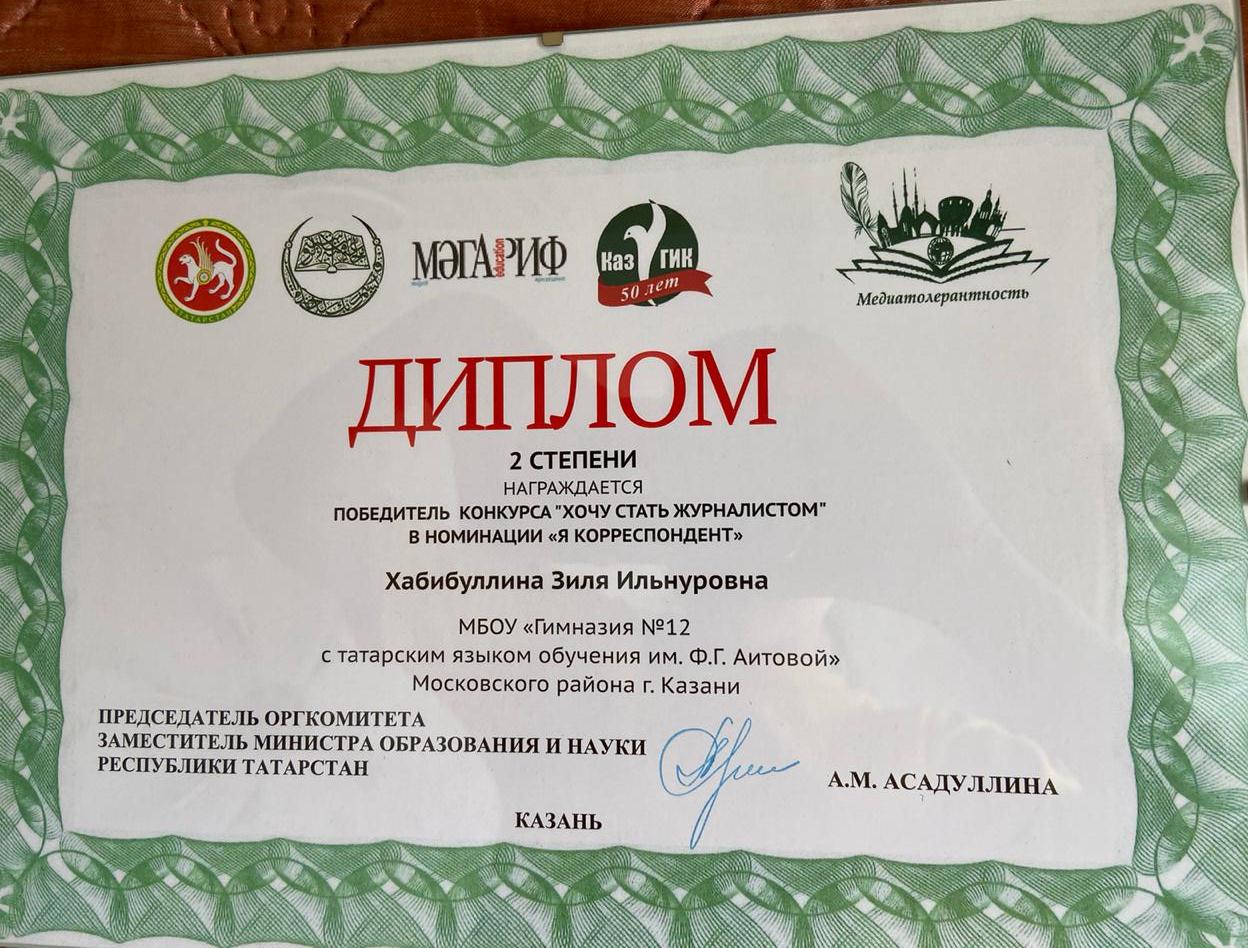 ТАТАРСТАН
МӘГАРИФ
education
Каз ГИК
50 лет
Медиатолерантность
ДИПЛОМ
2 СТЕПЕНИ
НАГРАЖДАЕТСЯ
ПОБЕДИТЕЛЬ КОНКУРСА "ХОЧУ СТАТЬ ЖУРНАЛИСТОМ"
В НОМИНАЦИИ «Я КОРРЕСПОНДЕНТ»
Хабибуллина Зиля Ильнуровна
МБОУ «Гимназия №12
с татарским языком обучения им. Ф.Г. Аитовой»
Московского района г. Казани
ПРЕДСЕДАТЕЛЬ ОРГКОМИТЕТА
ЗАМЕСТИТЕЛЬ МИНИСТРА ОБРАЗОВАНИЯ И НАУКИ
РЕСПУБЛИКИ ТАТАРСТАН
А.М. АСАДУЛЛИНА
КАЗАНЬ